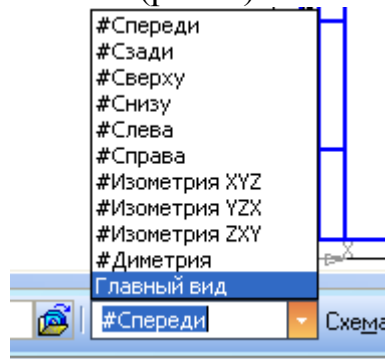 #Спереди
#Сзади
#Сверху
#Снизу
#Слева
#Справа
#Изометрия XYZ
#Изометрия YZX
#Изометрия ZXY
#Диметрия
Главный вид
#Спереди
Схема